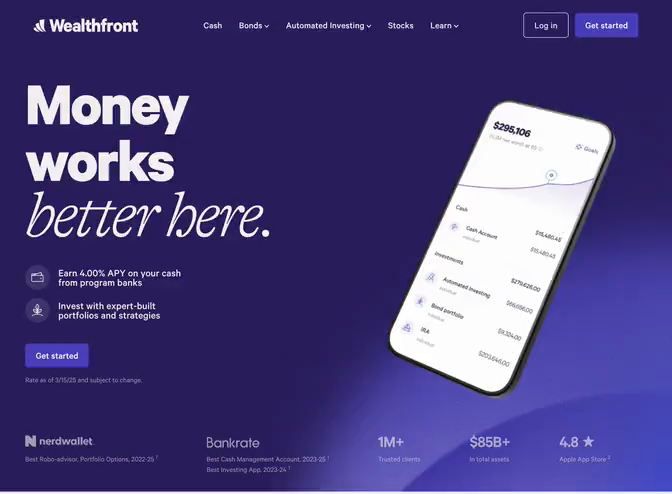 Wealthfront
Cash Bonds Automated Investing Stocks Learn
Log in
Get started
Money
works
better here.
Earn 4.00% APY on your cash
from program banks
Invest with expert-built
portfolios and strategies
Get started
Rate as of 3/15/25 and subject to change.
$295,106
Goals
Cash
Cash Account
Individual
$15,480.45
$15,480.45
Investments
$279,626.00
Automated Investing
Individual
$66,656.00
Bond portfolio
Individual
$9,324.00
IRA
Individual
$203,646.00
nerdwallet
Best Robo-advisor, Portfolio Options, 2022-25
Bankrate
Best Cash Management Account, 2023-25 1
Best Investing App, 2023-24 1
1M+
Trusted clients
$85B+
In total assets
4.8 ★
Apple App Store 2